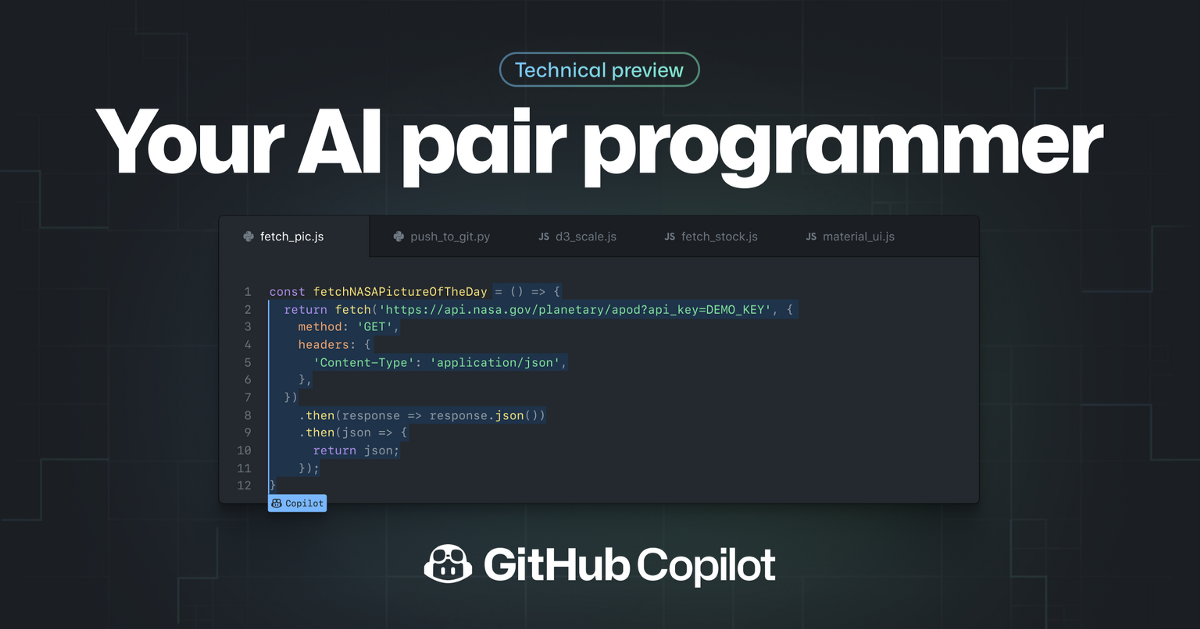 Technical preview
Your AI pair programmer
fetch_pic.js push_to_git.py JS d3_scale.js JS fetch_stock.js JS material_ui.js
1 const fetchNASAPictureOfTheDay = () => {
2 return fetch('https://api.nasa.gov/planetary/apod?api_key=DEMO_KEY', {
3 method: 'GET',
4 headers: {
5 'Content-Type': 'application/json',
6 },
7 })
8 .then(response => response.json())
9 .then(json => {
10 return json;
11 });
12 }
Copilot
GitHub Copilot